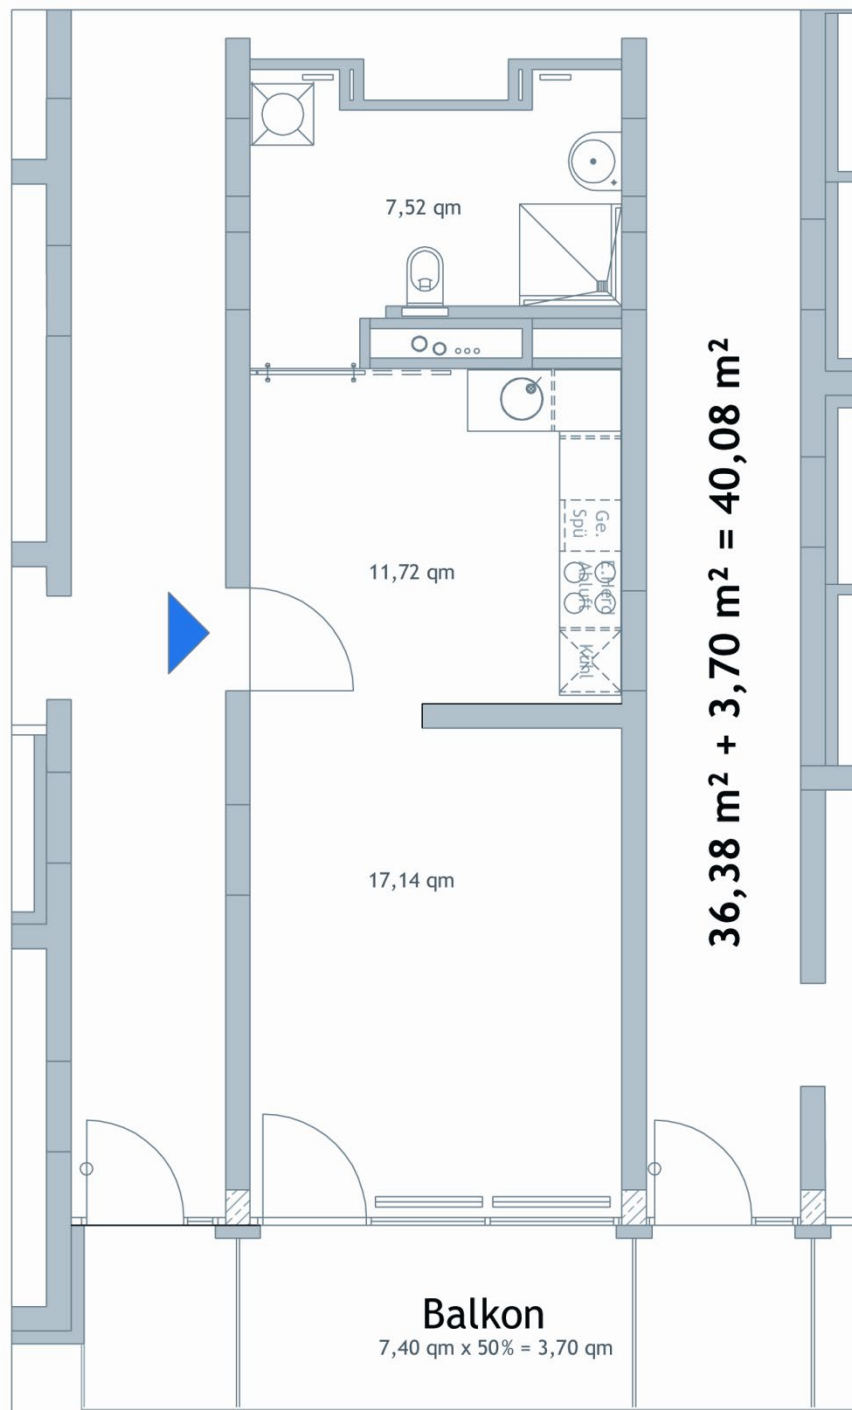 7,52 qm
Ge.
Spü
11,72 qm
E.Herd
Abluft
Kühl
36,38 m² + 3,70 m² = 40,08 m²
17,14 qm
Balkon
7,40 qm x 50% = 3,70 qm